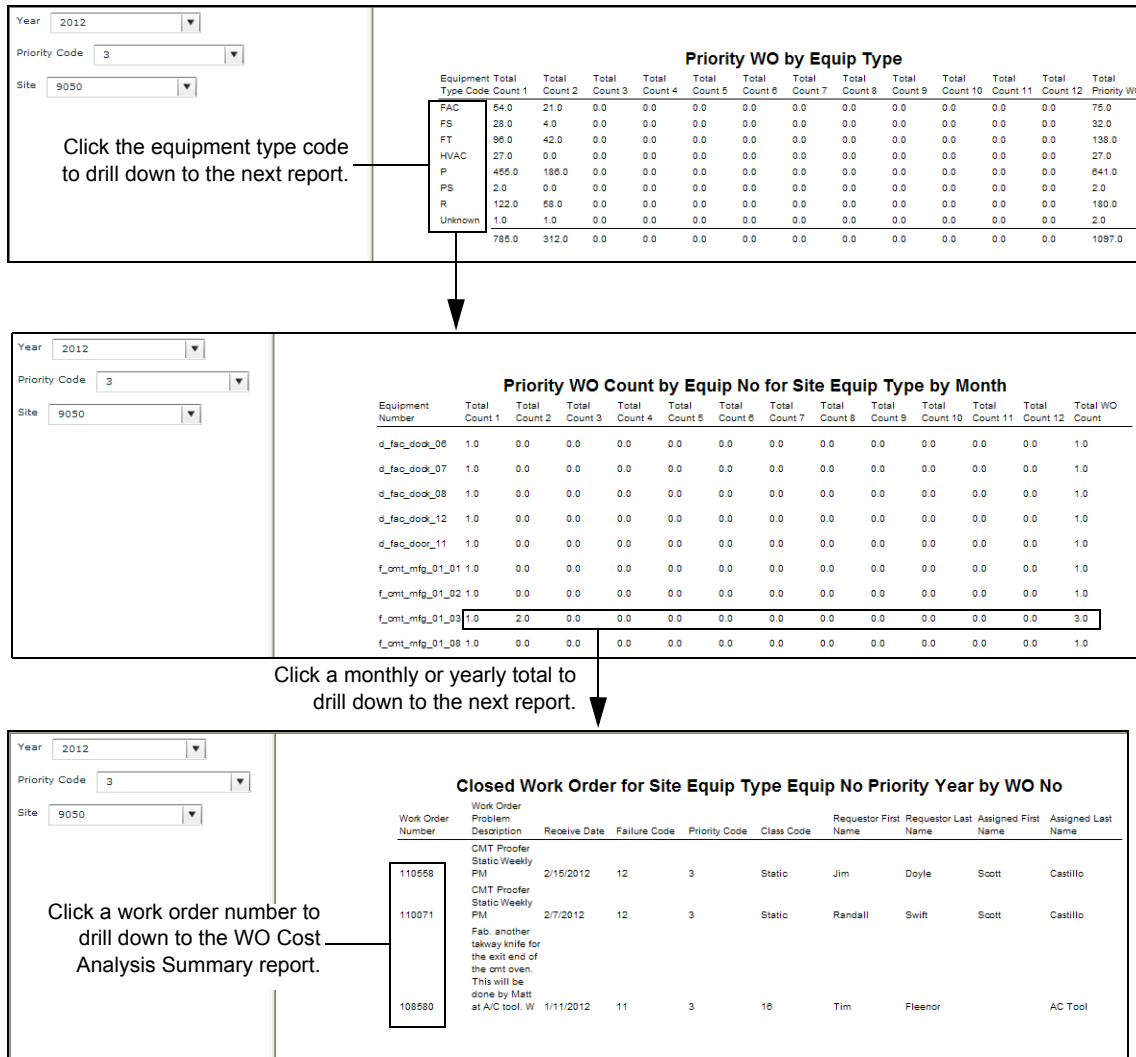 Year 2012
Priority Code 3
Site 9050
Click the equipment type code
to drill down to the next report.
Priority WO by Equip Type
Equipment Total Total Total Total Total Total Total Total Total Total Total Total Total
Type Code Count 1 Count 2 Count 3 Count 4 Count 5 Count 6 Count 7 Count 8 Count 9 Count 10 Count 11 Count 12 Priority WO
FAC 54.0 21.0 0.0 0.0 0.0 0.0 0.0 0.0 0.0 0.0 0.0 0.0 75.0
FS 28.0 4.0 0.0 0.0 0.0 0.0 0.0 0.0 0.0 0.0 0.0 0.0 32.0
FT 96.0 42.0 0.0 0.0 0.0 0.0 0.0 0.0 0.0 0.0 0.0 0.0 138.0
HVAC 27.0 0.0 0.0 0.0 0.0 0.0 0.0 0.0 0.0 0.0 0.0 0.0 27.0
P 455.0 186.0 0.0 0.0 0.0 0.0 0.0 0.0 0.0 0.0 0.0 0.0 641.0
PS 2.0 0.0 0.0 0.0 0.0 0.0 0.0 0.0 0.0 0.0 0.0 0.0 2.0
R 122.0 58.0 0.0 0.0 0.0 0.0 0.0 0.0 0.0 0.0 0.0 0.0 180.0
Unknown 1.0 1.0 0.0 0.0 0.0 0.0 0.0 0.0 0.0 0.0 0.0 0.0 2.0
785.0 312.0 0.0 0.0 0.0 0.0 0.0 0.0 0.0 0.0 0.0 0.0 1097.0
Year 2012
Priority Code 3
Site 9050
Priority WO Count by Equip No for Site Equip Type by Month
Equipment Total Total Total Total Total Total Total Total Total Total Total Total Total WO
Number Count 1 Count 2 Count 3 Count 4 Count 5 Count 6 Count 7 Count 8 Count 9 Count 10 Count 11 Count 12 Count
d_fac_dock_06 1.0 0.0 0.0 0.0 0.0 0.0 0.0 0.0 0.0 0.0 0.0 0.0 1.0
d_fac_dock_07 1.0 0.0 0.0 0.0 0.0 0.0 0.0 0.0 0.0 0.0 0.0 0.0 1.0
d_fac_dock_08 1.0 0.0 0.0 0.0 0.0 0.0 0.0 0.0 0.0 0.0 0.0 0.0 1.0
d_fac_dock_12 1.0 0.0 0.0 0.0 0.0 0.0 0.0 0.0 0.0 0.0 0.0 0.0 1.0
d_fac_door_11 1.0 0.0 0.0 0.0 0.0 0.0 0.0 0.0 0.0 0.0 0.0 0.0 1.0
f_cmt_mfg_01_01 1.0 0.0 0.0 0.0 0.0 0.0 0.0 0.0 0.0 0.0 0.0 0.0 1.0
f_cmt_mfg_01_02 1.0 0.0 0.0 0.0 0.0 0.0 0.0 0.0 0.0 0.0 0.0 0.0 1.0
f_cmt_mfg_01_03 1.0 2.0 0.0 0.0 0.0 0.0 0.0 0.0 0.0 0.0 0.0 0.0 3.0
f_cmt_mfg_01_08 1.0 0.0 0.0 0.0 0.0 0.0 0.0 0.0 0.0 0.0 0.0 0.0 1.0
Click a monthly or yearly total to
drill down to the next report.
Year 2012
Priority Code 3
Site 9050
Click a work order number to
drill down to the WO Cost
Analysis Summary report.
Closed Work Order for Site Equip Type Equip No Priority Year by WO No
Work Order
Work Order Problem Requestor First Requestor Last Assigned First Assigned Last
Number Description Receive Date Failure Code Priority Code Class Code Name Name Name Name
CMT Proofer
Static Weekly
110558 PM 2/15/2012 12 3 Static Jim Doyle Scott Castillo
CMT Proofer
Static Weekly
110071 PM 2/7/2012 12 3 Static Randall Swift Scott Castillo
Fab. another
takway knife for
the exit end of
the cmt oven.
This will be
done by Matt
108580 at A/C tool. W 1/11/2012 11 3 16 Tim Fleenor AC Tool